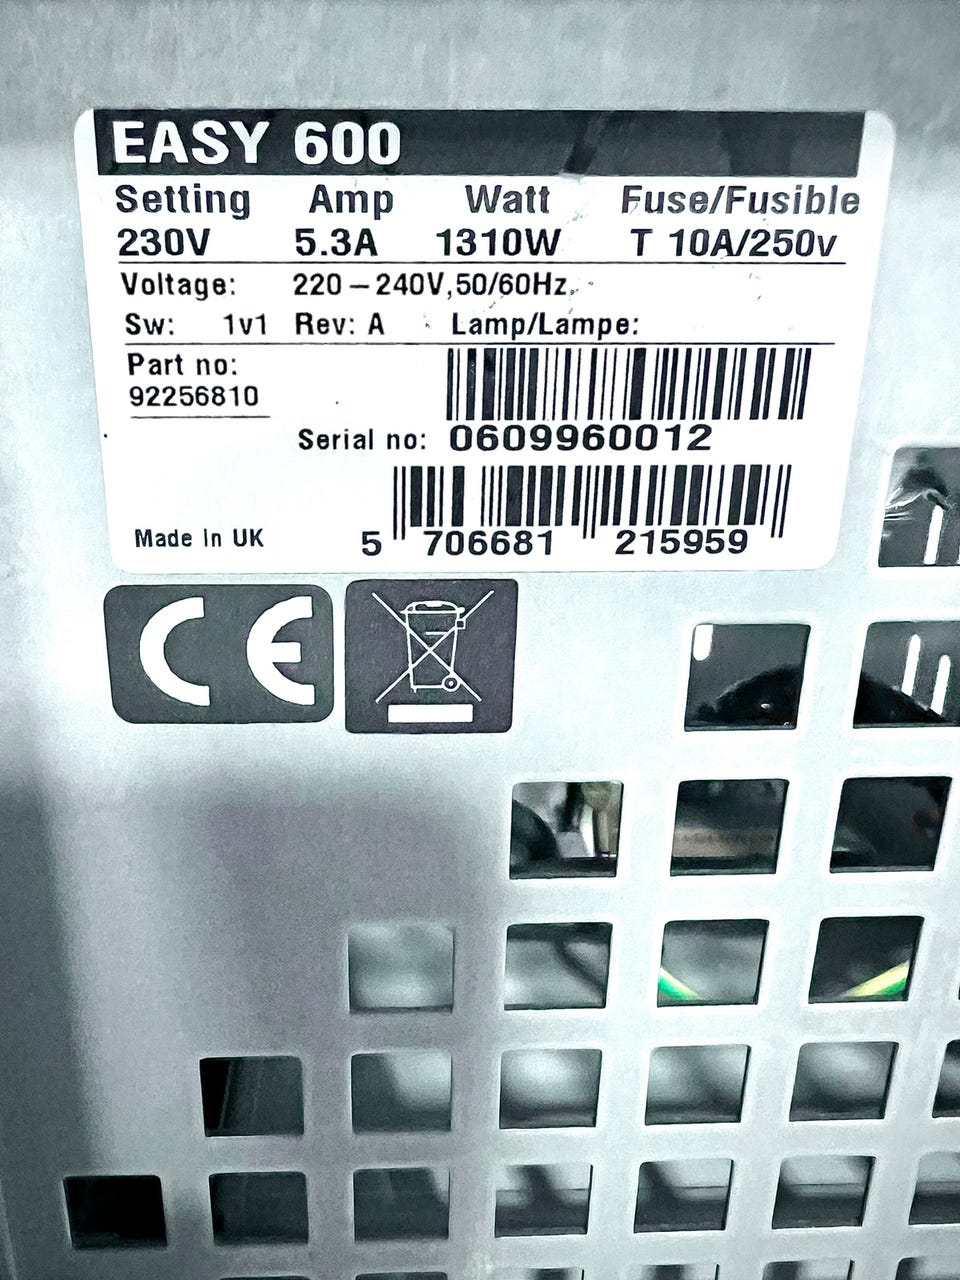 EASY 600
Setting Amp Watt Fuse/Fusible
230V 5.3A 1310W T 10A/250v
Voltage: 220-240V,50/60Hz.
Sw: 1v1 Rev: A Lamp/Lampe:
Part no:
92256810
Serial no: 0609960012
Made in UK 5 706681 215959
CE